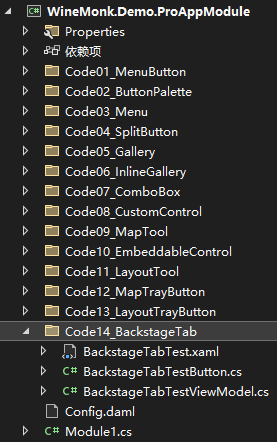 WineMonk.Demo.ProAppModule
Properties
依赖项
Code01_MenuButton
Code02_ButtonPalette
Code03_Menu
Code04_SplitButton
Code05_Gallery
Code06_InlineGallery
Code07_ComboBox
Code08_CustomControl
Code09_MapTool
Code10_EmbeddableControl
Code11_LayoutTool
Code12_MapTrayButton
Code13_LayoutTrayButton
Code14_BackstageTab
BackstageTabTest.xaml
C# BackstageTabTestButton.cs
C# BackstageTabTestViewModel.cs
Config.daml
C# Module1.cs